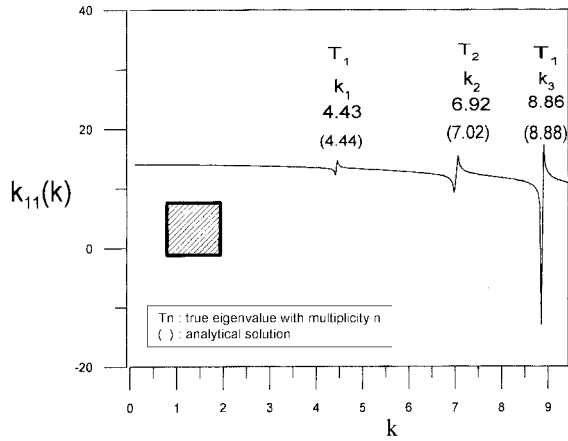 40
20
0
-20
k11(k)
T1
k1
4.43
(4.44)
T2
k2
6.92
(7.02)
T1
k3
8.86
(8.88)
Tn : true eigenvalue with multiplicity n
( ) : analytical solution
0 1 2 3 4 5 6 7 8 9
k